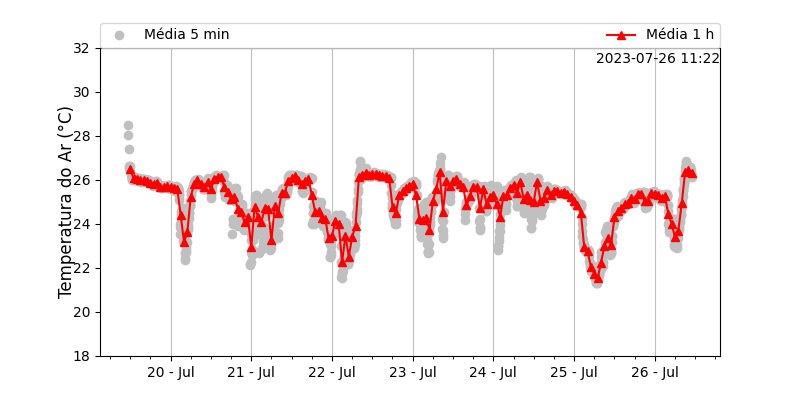 Média 5 min
Média 1 h
2023-07-26 11:22
Temperatura do Ar (°C)
32
30
28
26
24
22
20
18
20 - Jul
21 - Jul
22 - Jul
23 - Jul
24 - Jul
25 - Jul
26 - Jul